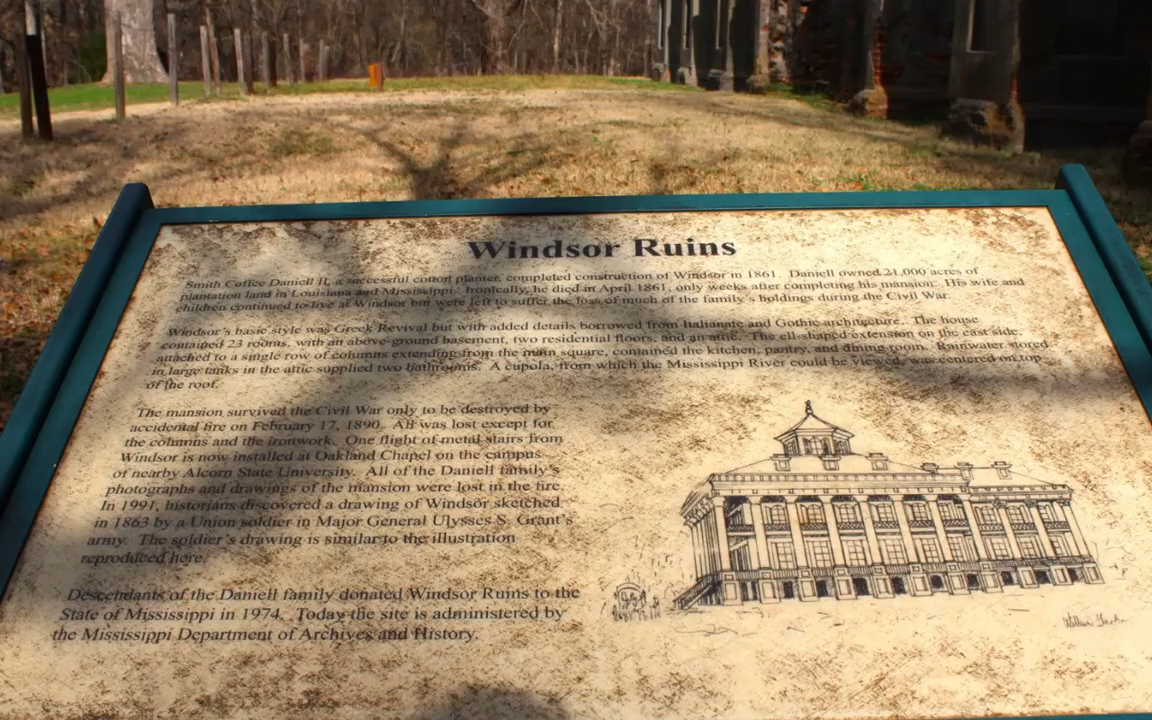 Windsor Ruins
Smith Coffee Daniell II, a successful cotton planter, completed construction of Windsor in 1861. Daniell owned 21,000 acres of
plantation land in Louisiana and Mississippi. Ironically, he died in April 1861, only weeks after completing his mansion. His wife and
children continued to live at Windsor but were left to suffer the loss of much of the family's holdings during the Civil War.
Windsor's basic style was Greek Revival but with added details borrowed from Italianate and Gothic architecture. The house
contained 23 rooms, with an above-ground basement, two residential floors, and an attic. The ell-shaped extension on the east side,
attached to a single row of columns extending from the main square, contained the kitchen, pantry, and dining room. Rainwater stored
in large tanks in the attic supplied two bathrooms. A cupola, from which the Mississippi River could be viewed, was centered on top
of the roof.
The mansion survived the Civil War only to be destroyed by
accidental fire on February 17, 1890. All was lost except for
the columns and the ironwork. One flight of metal stairs from
Windsor is now installed at Oakland Chapel on the campus
of nearby Alcorn State University. All of the Daniell family's
photographs and drawings of the mansion were lost in the fire.
In 1991, historians discovered a drawing of Windsor sketched
in 1863 by a Union soldier in Major General Ulysses S. Grant's
army. The soldier's drawing is similar to the illustration
reproduced here.
Descendants of the Daniell family donated Windsor Ruins to the
State of Mississippi in 1974. Today the site is administered by
the Mississippi Department of Archives and History.